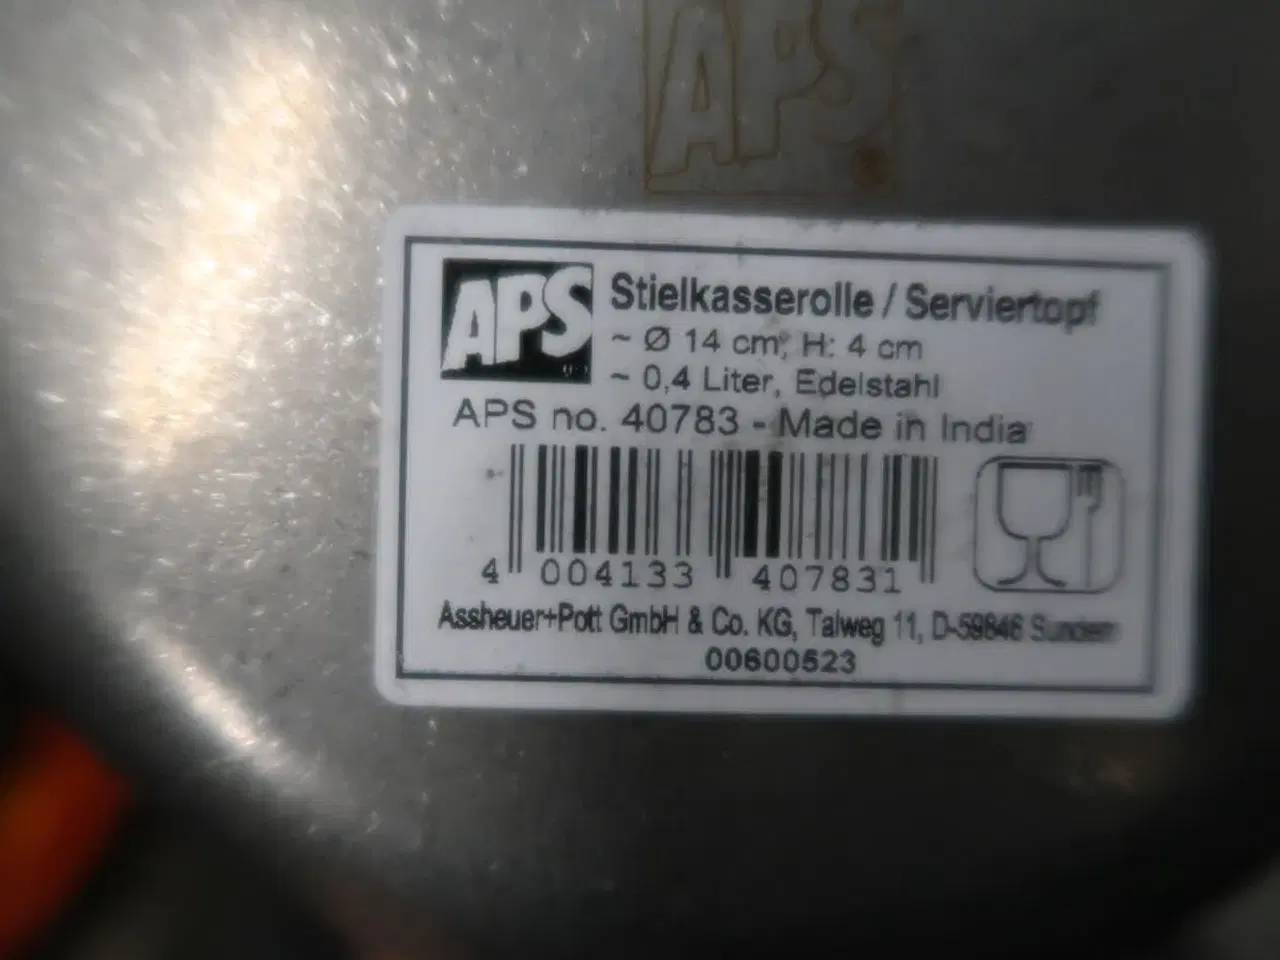 APS
APS
Stielkasserolle / Serviertopf
~ Ø 14 cm, H: 4 cm
~ 0,4 Liter, Edelstahl
APS no. 40783 - Made in India
4 004133 407831
Assheuer+Pott GmbH & Co. KG, Talweg 11, D-59846 Sundern
00600523